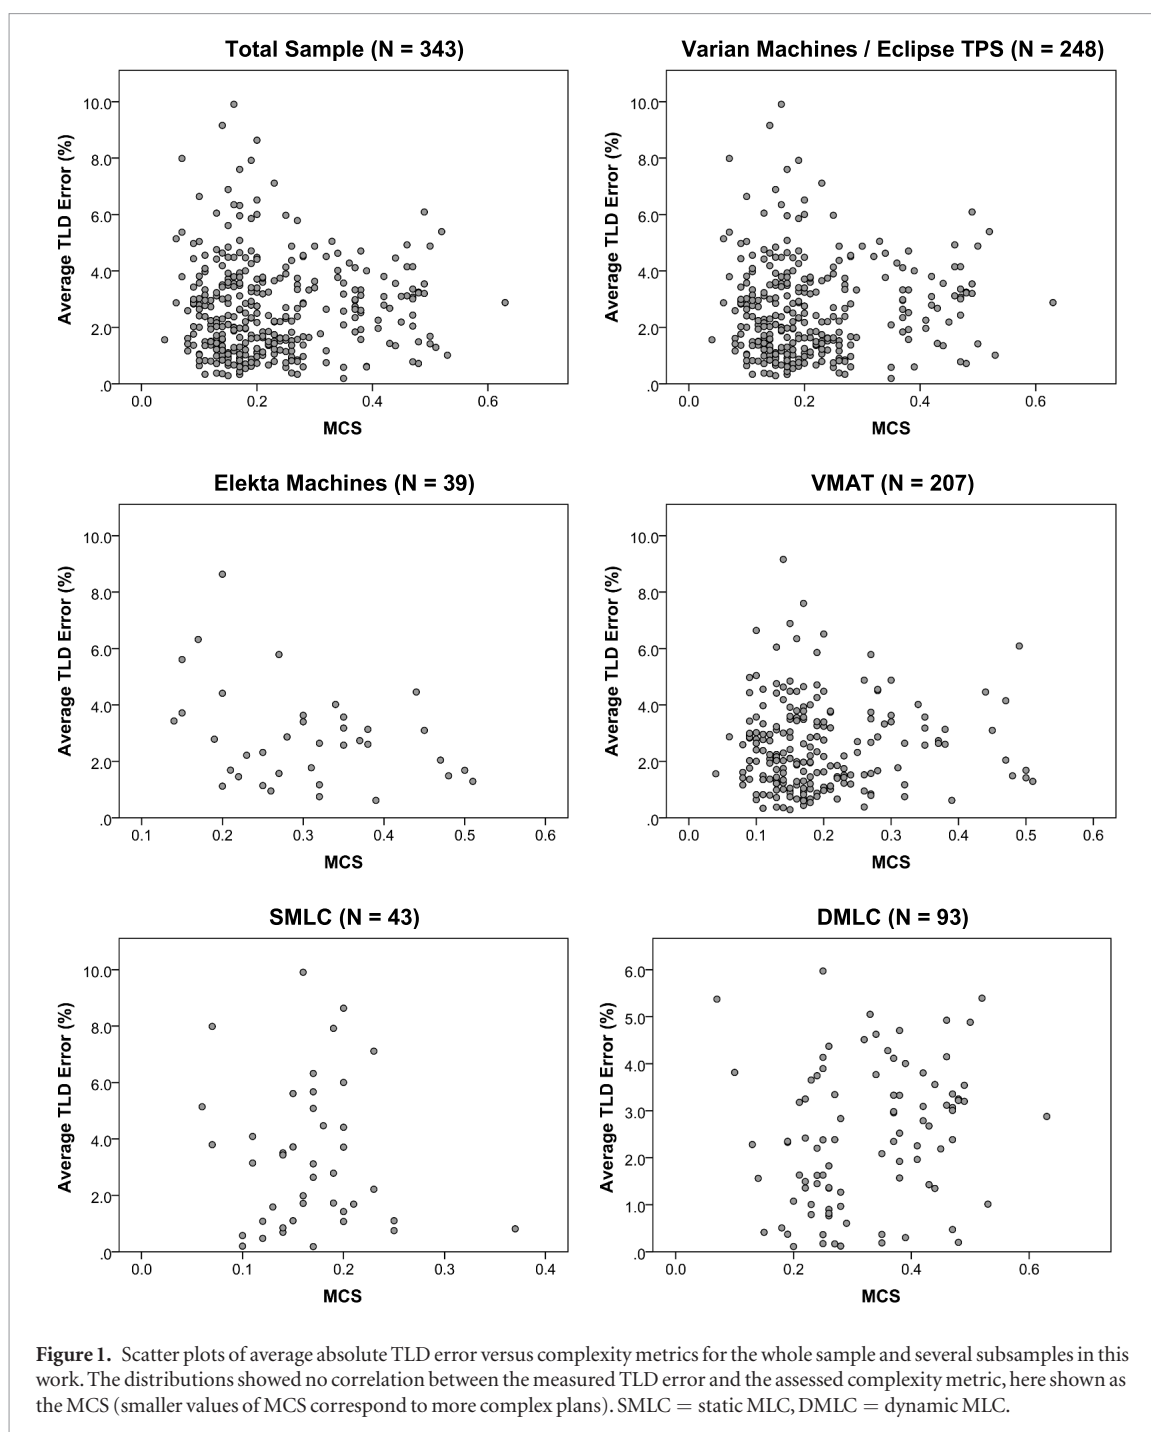 Total Sample (N = 343)
Average TLD Error (%)
10.0
8.0
6.0
4.0
2.0
.0
0.0 0.2 0.4 0.6
MCS
Varian Machines / Eclipse TPS (N = 248)
Average TLD Error (%)
10.0
8.0
6.0
4.0
2.0
.0
0.0 0.2 0.4 0.6
MCS
Elekta Machines (N = 39)
Average TLD Error (%)
10.0
8.0
6.0
4.0
2.0
.0
0.1 0.2 0.3 0.4 0.5 0.6
MCS
VMAT (N = 207)
Average TLD Error (%)
10.0
8.0
6.0
4.0
2.0
.0
0.0 0.1 0.2 0.3 0.4 0.5 0.6
MCS
SMLC (N = 43)
Average TLD Error (%)
10.0
8.0
6.0
4.0
2.0
.0
0.0 0.1 0.2 0.3 0.4
MCS
DMLC (N = 93)
Average TLD Error (%)
6.0
5.0
4.0
3.0
2.0
1.0
.0
0.0 0.2 0.4 0.6
MCS
Figure 1. Scatter plots of average absolute TLD error versus complexity metrics for the whole sample and several subsamples in this
work. The distributions showed no correlation between the measured TLD error and the assessed complexity metric, here shown as
the MCS (smaller values of MCS correspond to more complex plans). SMLC = static MLC, DMLC = dynamic MLC.